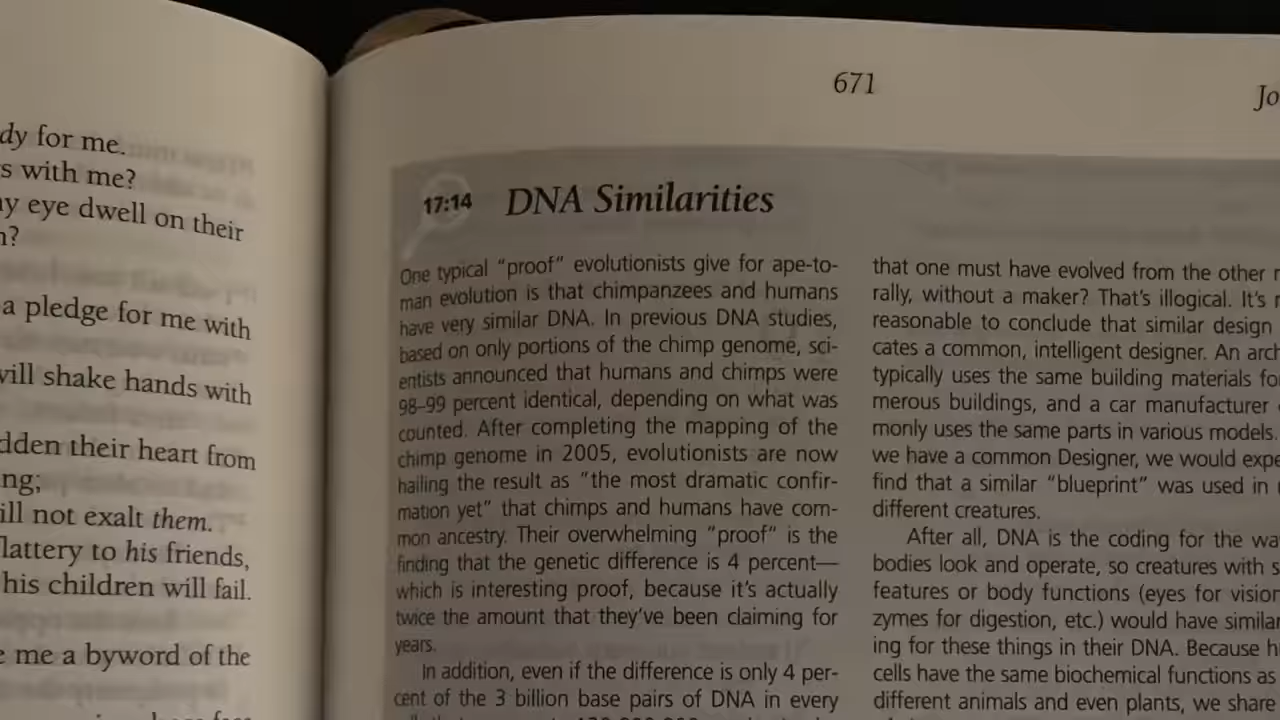 dy for me.
s with me?
y eye dwell on their
?
a pledge for me with
will shake hands with
dden their heart from
ng;
ill not exalt them.
lattery to his friends,
his children will fail.
me a byword of the
671
Jo
17:14 DNA Similarities
One typical "proof" evolutionists give for ape-to-
man evolution is that chimpanzees and humans
have very similar DNA. In previous DNA studies,
based on only portions of the chimp genome, sci-
entists announced that humans and chimps were
98–99 percent identical, depending on what was
counted. After completing the mapping of the
chimp genome in 2005, evolutionists are now
hailing the result as "the most dramatic confir-
mation yet" that chimps and humans have com-
mon ancestry. Their overwhelming "proof" is the
finding that the genetic difference is 4 percent—
which is interesting proof, because it's actually
twice the amount that they've been claiming for
years.
In addition, even if the difference is only 4 per-
cent of the 3 billion base pairs of DNA in every
that one must have evolved from the other
rally, without a maker? That's illogical. It's
reasonable to conclude that similar design
cates a common, intelligent designer. An arch
typically uses the same building materials fo
merous buildings, and a car manufacturer
monly uses the same parts in various models.
we have a common Designer, we would expe
find that a similar "blueprint" was used in
different creatures.
After all, DNA is the coding for the wa
bodies look and operate, so creatures with s
features or body functions (eyes for vision
zymes for digestion, etc.) would have similar
ing for these things in their DNA. Because h
cells have the same biochemical functions as
different animals and even plants, we share